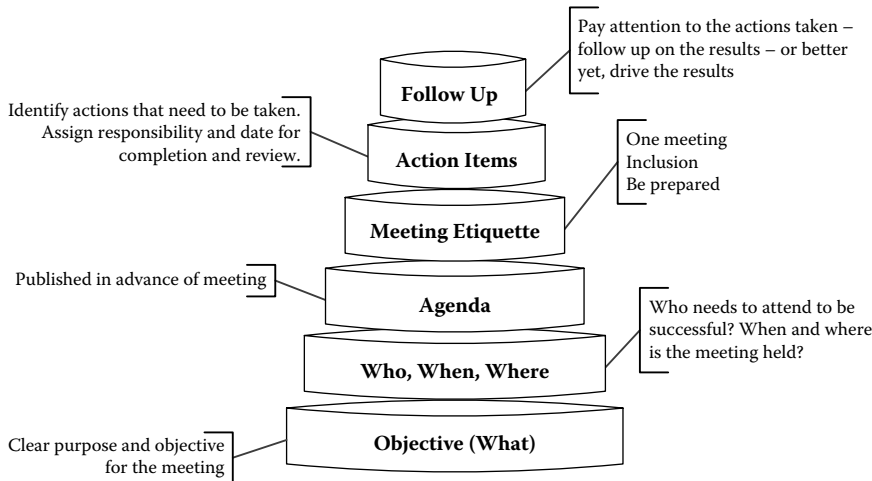 Pay attention to the actions taken –
follow up on the results – or better
yet, drive the results
Follow Up
Identify actions that need to be taken.
Assign responsibility and date for
completion and review.
Action Items
One meeting
Inclusion
Be prepared
Meeting Etiquette
Published in advance of meeting
Agenda
Who needs to attend to be
successful? When and where
is the meeting held?
Who, When, Where
Clear purpose and objective
for the meeting
Objective (What)